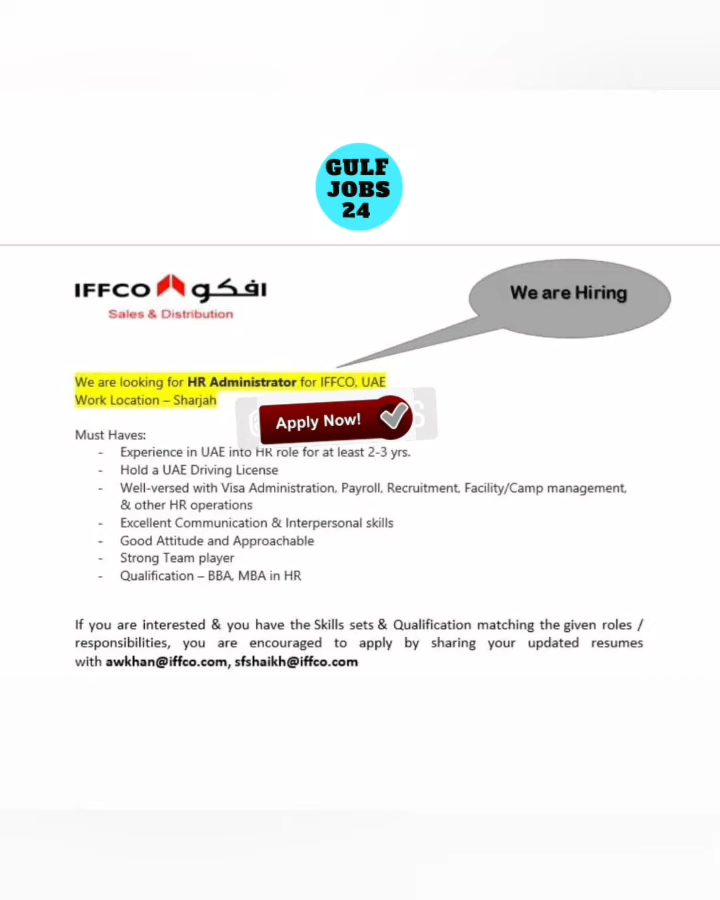 GULF
JOBS
24
IFFCO افكو
Sales & Distribution
We are Hiring
We are looking for HR Administrator for IFFCO, UAE
Work Location – Sharjah
Apply Now!
Must Haves:
- Experience in UAE into HR role for at least 2-3 yrs.
- Hold a UAE Driving License
- Well-versed with Visa Administration, Payroll, Recruitment, Facility/Camp management,
& other HR operations
- Excellent Communication & Interpersonal skills
- Good Attitude and Approachable
- Strong Team player
- Qualification – BBA, MBA in HR
If you are interested & you have the Skills sets & Qualification matching the given roles /
responsibilities, you are encouraged to apply by sharing your updated resumes
with awkhan@iffco.com, sfshaikh@iffco.com